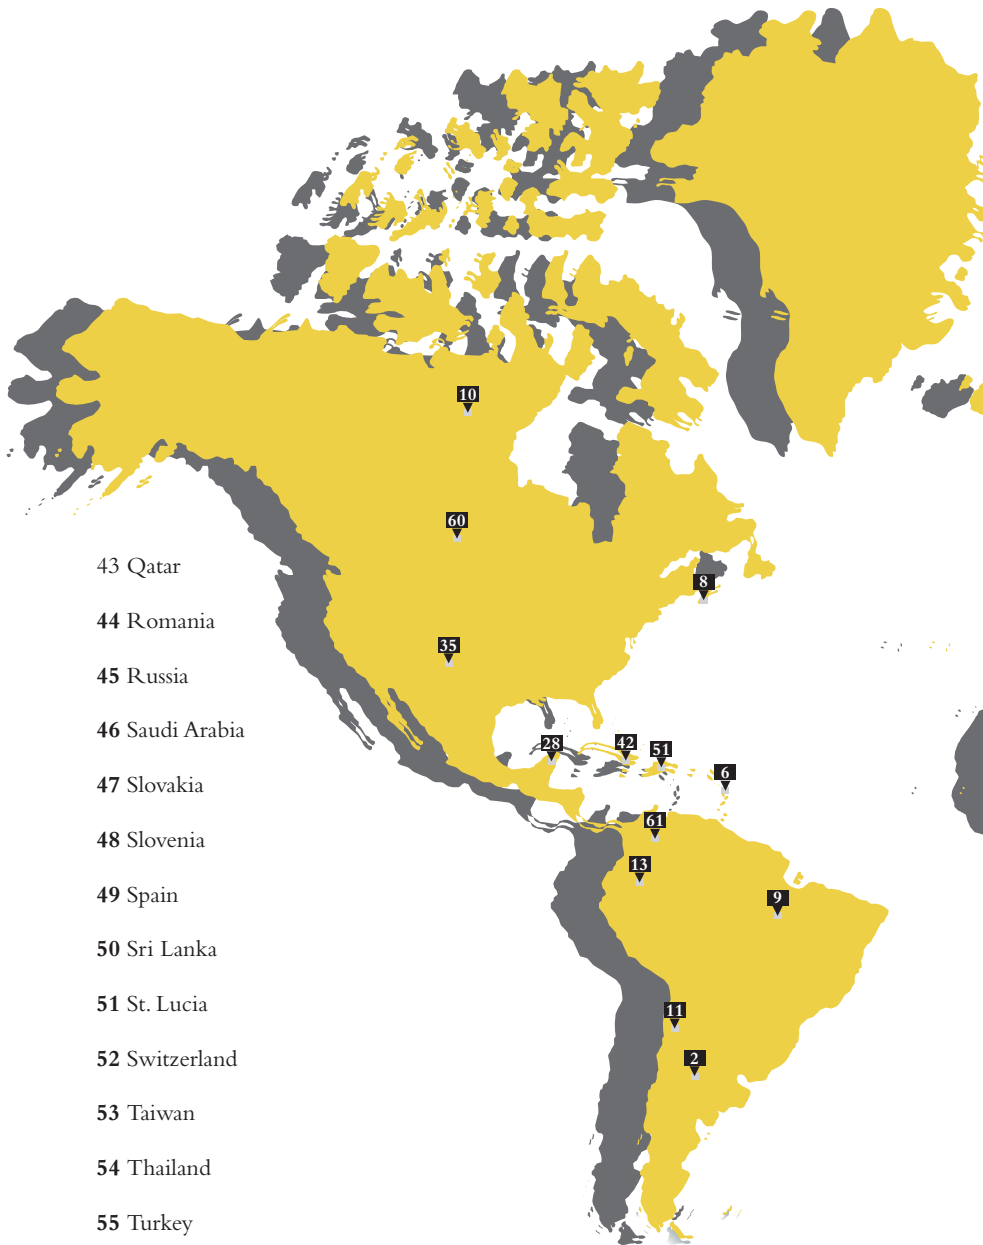 10
60
8
35
28
42
51
6
61
13
9
11
2
43 Qatar
44 Romania
45 Russia
46 Saudi Arabia
47 Slovakia
48 Slovenia
49 Spain
50 Sri Lanka
51 St. Lucia
52 Switzerland
53 Taiwan
54 Thailand
55 Turkey